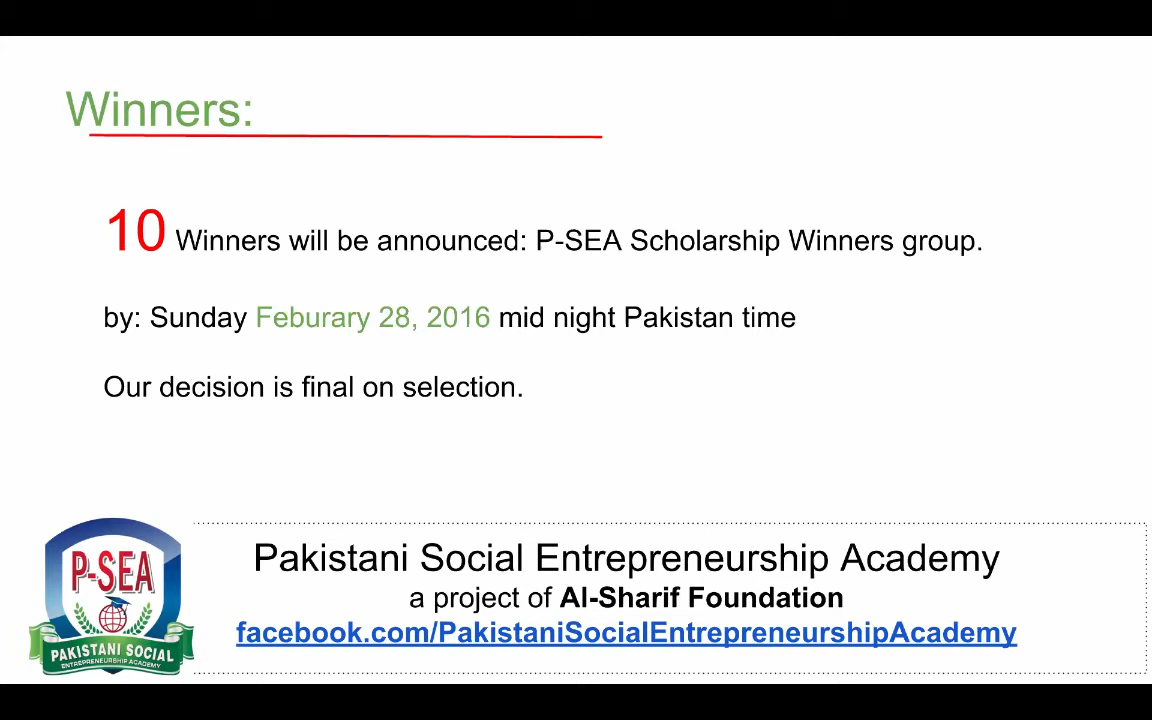 Winners:
10 Winners will be announced: P-SEA Scholarship Winners group.
by: Sunday Feburary 28, 2016 mid night Pakistan time
Our decision is final on selection.
P-SEA
PAKISTANI SOCIAL
ENTREPRENEURSHIP ACADEMY
Pakistani Social Entrepreneurship Academy
a project of Al-Sharif Foundation
facebook.com/PakistaniSocialEntrepreneurshipAcademy